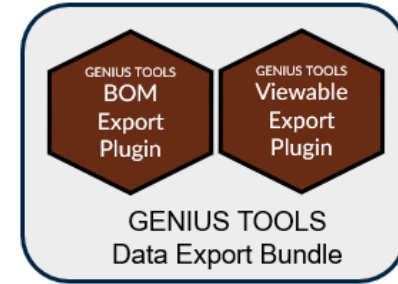 GENIUS TOOLS
BOM
Export
Plugin
GENIUS TOOLS
Viewable
Export
Plugin
GENIUS TOOLS
Data Export Bundle